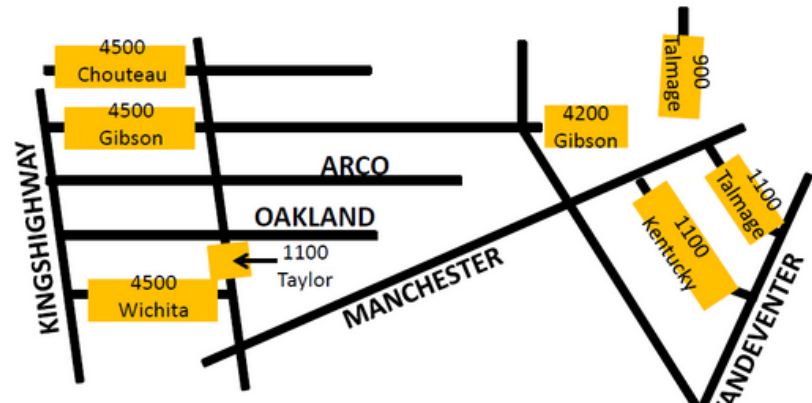 4500
Chouteau
900
Talmage
4500
Gibson
4200
Gibson
ARCO
1100
Talmage
OAKLAND
1100
Kentucky
1100
Taylor
KINGSHIGHWAY
MANCHESTER
4500
Wichita
ANDEVENTER